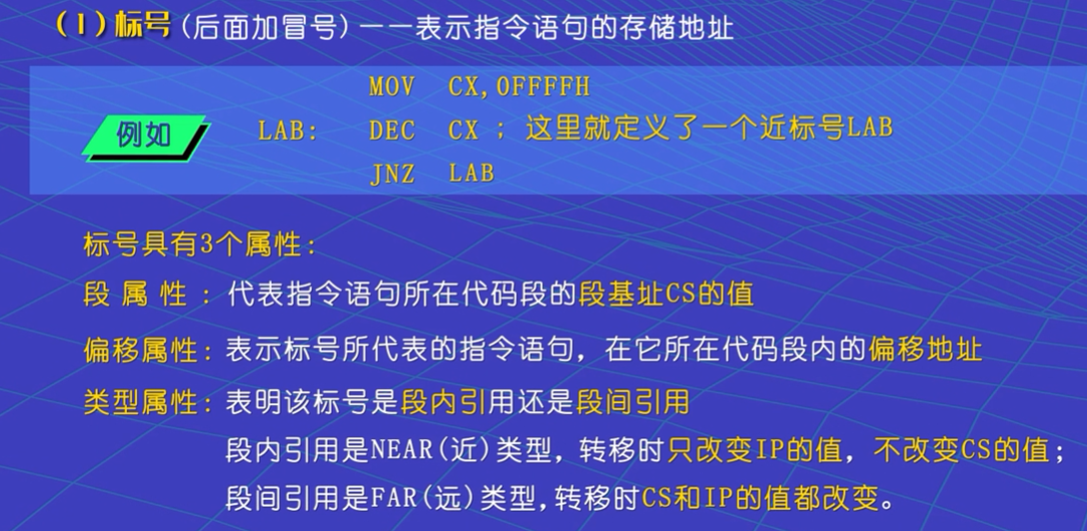 (1)标号(后面加冒号)——表示指令语句的存储地址
MOV CX,0FFFFH
例如 LAB: DEC CX ; 这里就定义了一个近标号LAB
JNZ LAB
标号具有3个属性:
段 属 性 : 代表指令语句所在代码段的段基址CS的值
偏移属性: 表示标号所代表的指令语句，在它所在代码段内的偏移地址
类型属性: 表明该标号是段内引用还是段间引用
段内引用是NEAR(近)类型，转移时只改变IP的值，不改变CS的值;
段间引用是FAR(远)类型,转移时CS和IP的值都改变。